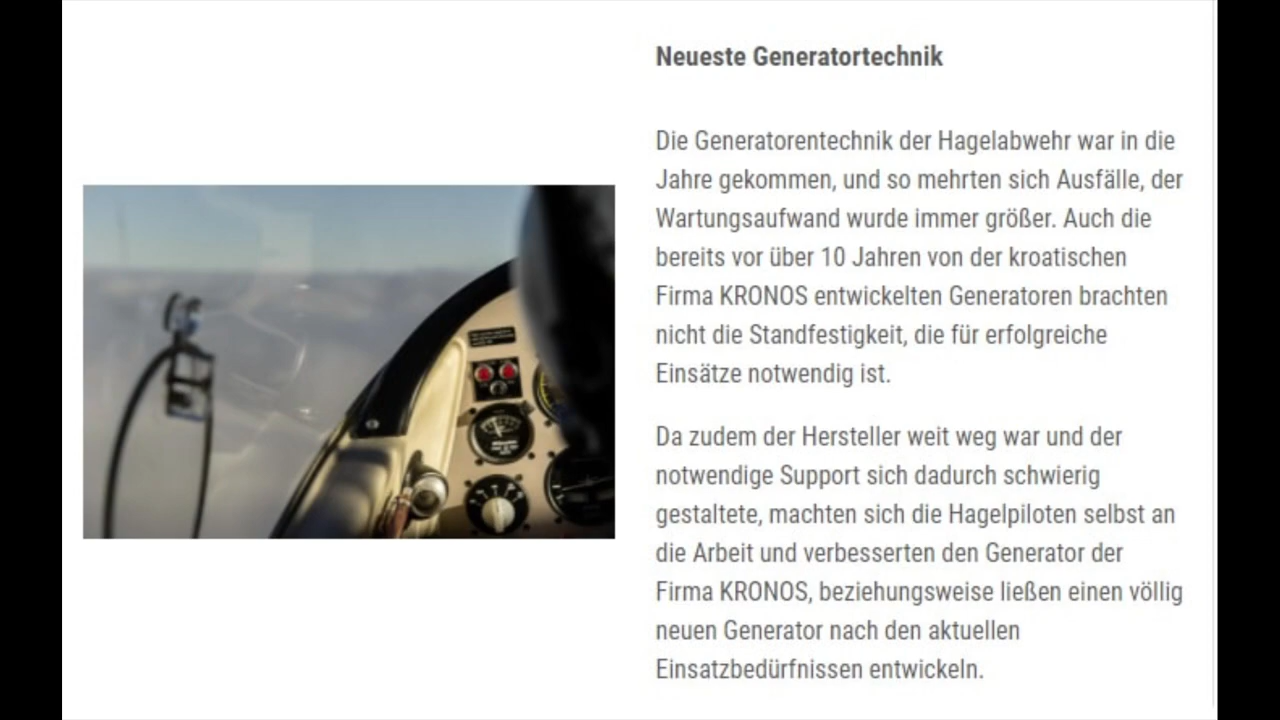 Neueste Generatortechnik
Die Generatorentechnik der Hagelabwehr war in die
Jahre gekommen, und so mehrten sich Ausfälle, der
Wartungsaufwand wurde immer größer. Auch die
bereits vor über 10 Jahren von der kroatischen
Firma KRONOS entwickelten Generatoren brachten
nicht die Standfestigkeit, die für erfolgreiche
Einsätze notwendig ist.
Da zudem der Hersteller weit weg war und der
notwendige Support sich dadurch schwierig
gestaltete, machten sich die Hagelpiloten selbst an
die Arbeit und verbesserten den Generator der
Firma KRONOS, beziehungsweise ließen einen völlig
neuen Generator nach den aktuellen
Einsatzbedürfnissen entwickeln.